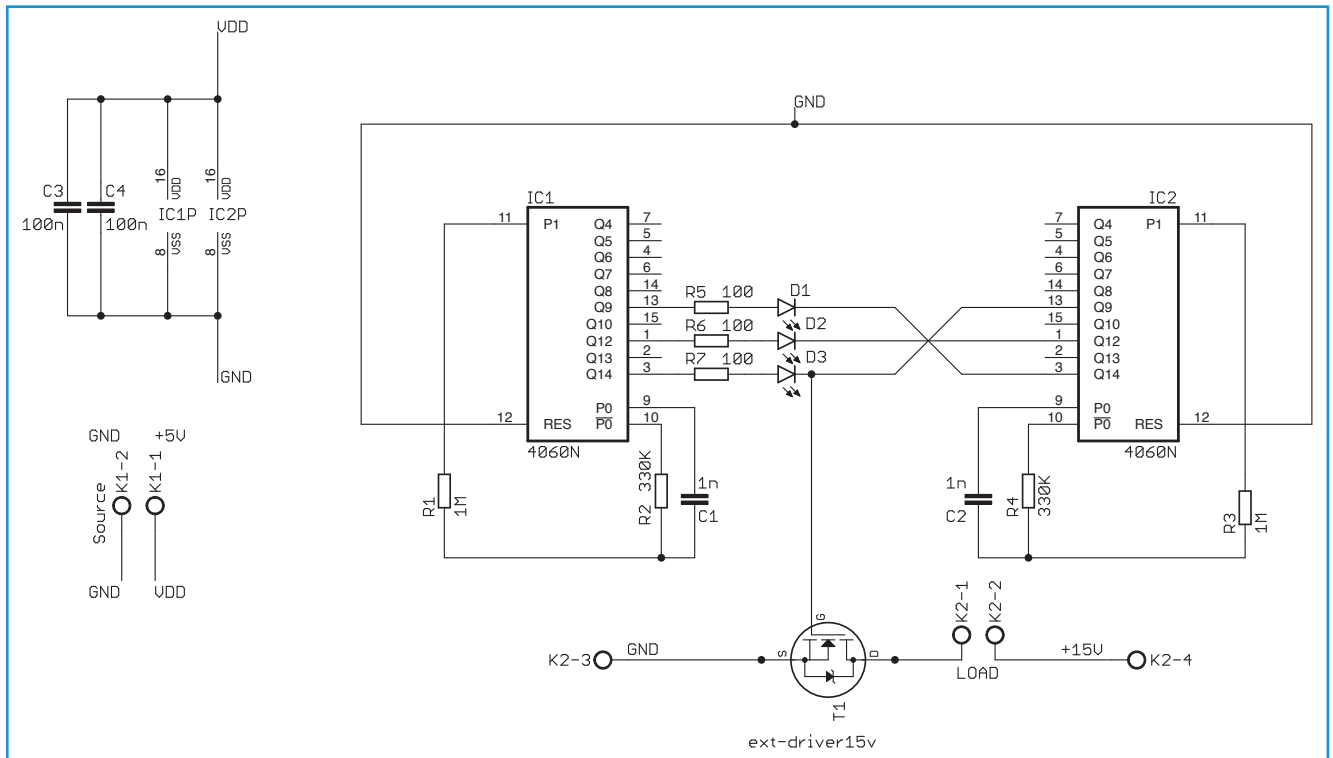 VDD
C3
100n
C4
100n
16
VDD
IC1P
8
VSS
16
VDD
IC2P
8
VSS
GND
GND
+5V
Source
K1-2
K1-1
GND
VDD
GND
IC1
11
P1
Q4
7
Q5
5
Q6
4
Q7
6
Q8
14
Q9
13
Q10
15
Q12
1
Q13
2
Q14
3
P0
9
P0
10
12
RES
4060N
R5 100
D1
R6 100
D2
R7 100
D3
IC2
7
Q4
5
Q5
4
Q6
6
Q7
14
Q8
13
Q9
15
Q10
1
Q12
2
Q13
3
Q14
9
P0
10
P0
P1
11
RES
12
4060N
R1
1M
R2
330K
1n
C1
1n
C2
R4
330K
R3
1M
K2-3
GND
S
G
D
T1
K2-1
K2-2
LOAD
+15V
K2-4
ext-driver15v